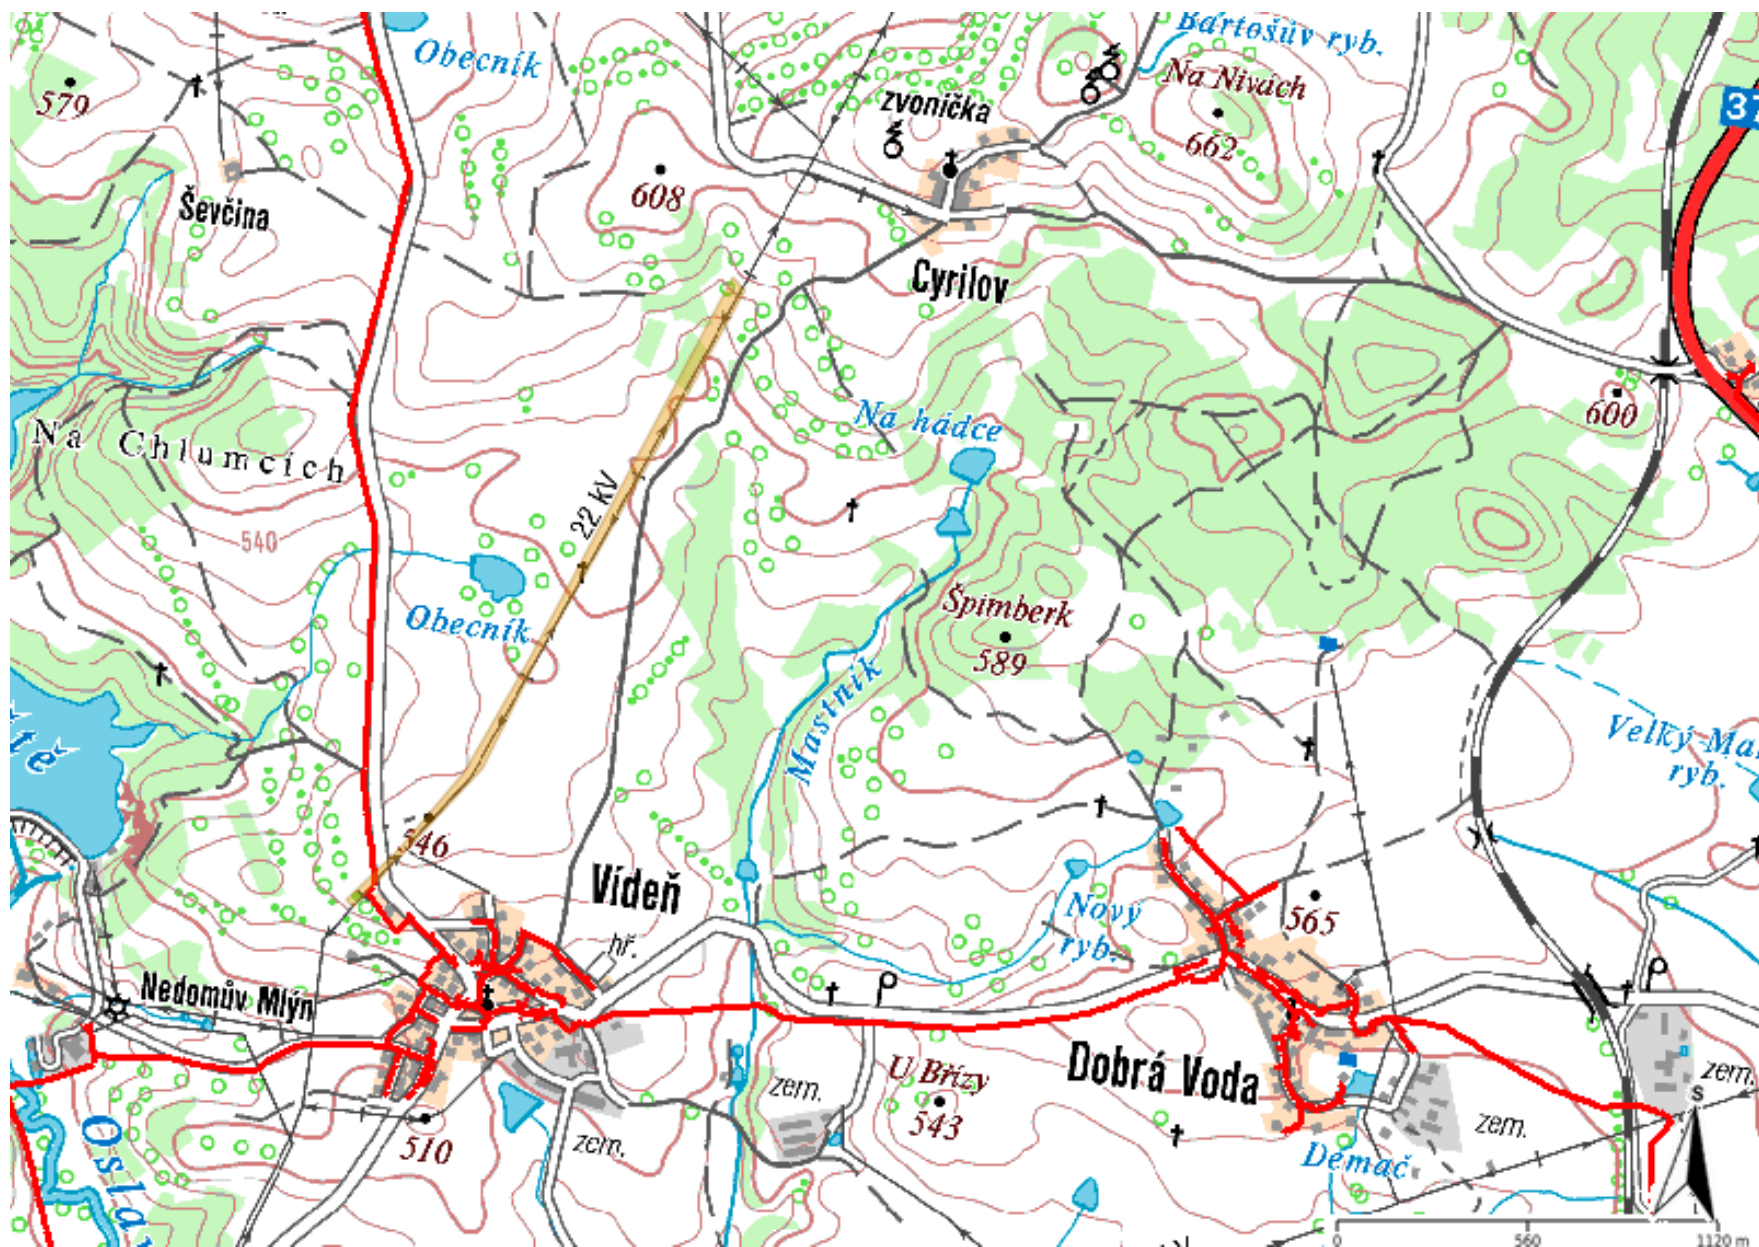 Obecník
Bartošův ryb.
Na Nivách
579
zvonička
37
662
608
Ševčina
Cyrilov
Na hádce
600
Na Chlumcích
22 kV
540
Obecník
Špimberk
589
Mastník
Velký
ryb.
546
Vídeň
565
Nový
ryb.
hř.
Nedomův Mlýn
U Břízy
Dobrá Voda
zem.
zem.
543
510
zem.
zem.
Demač
S
0 560 1120 m